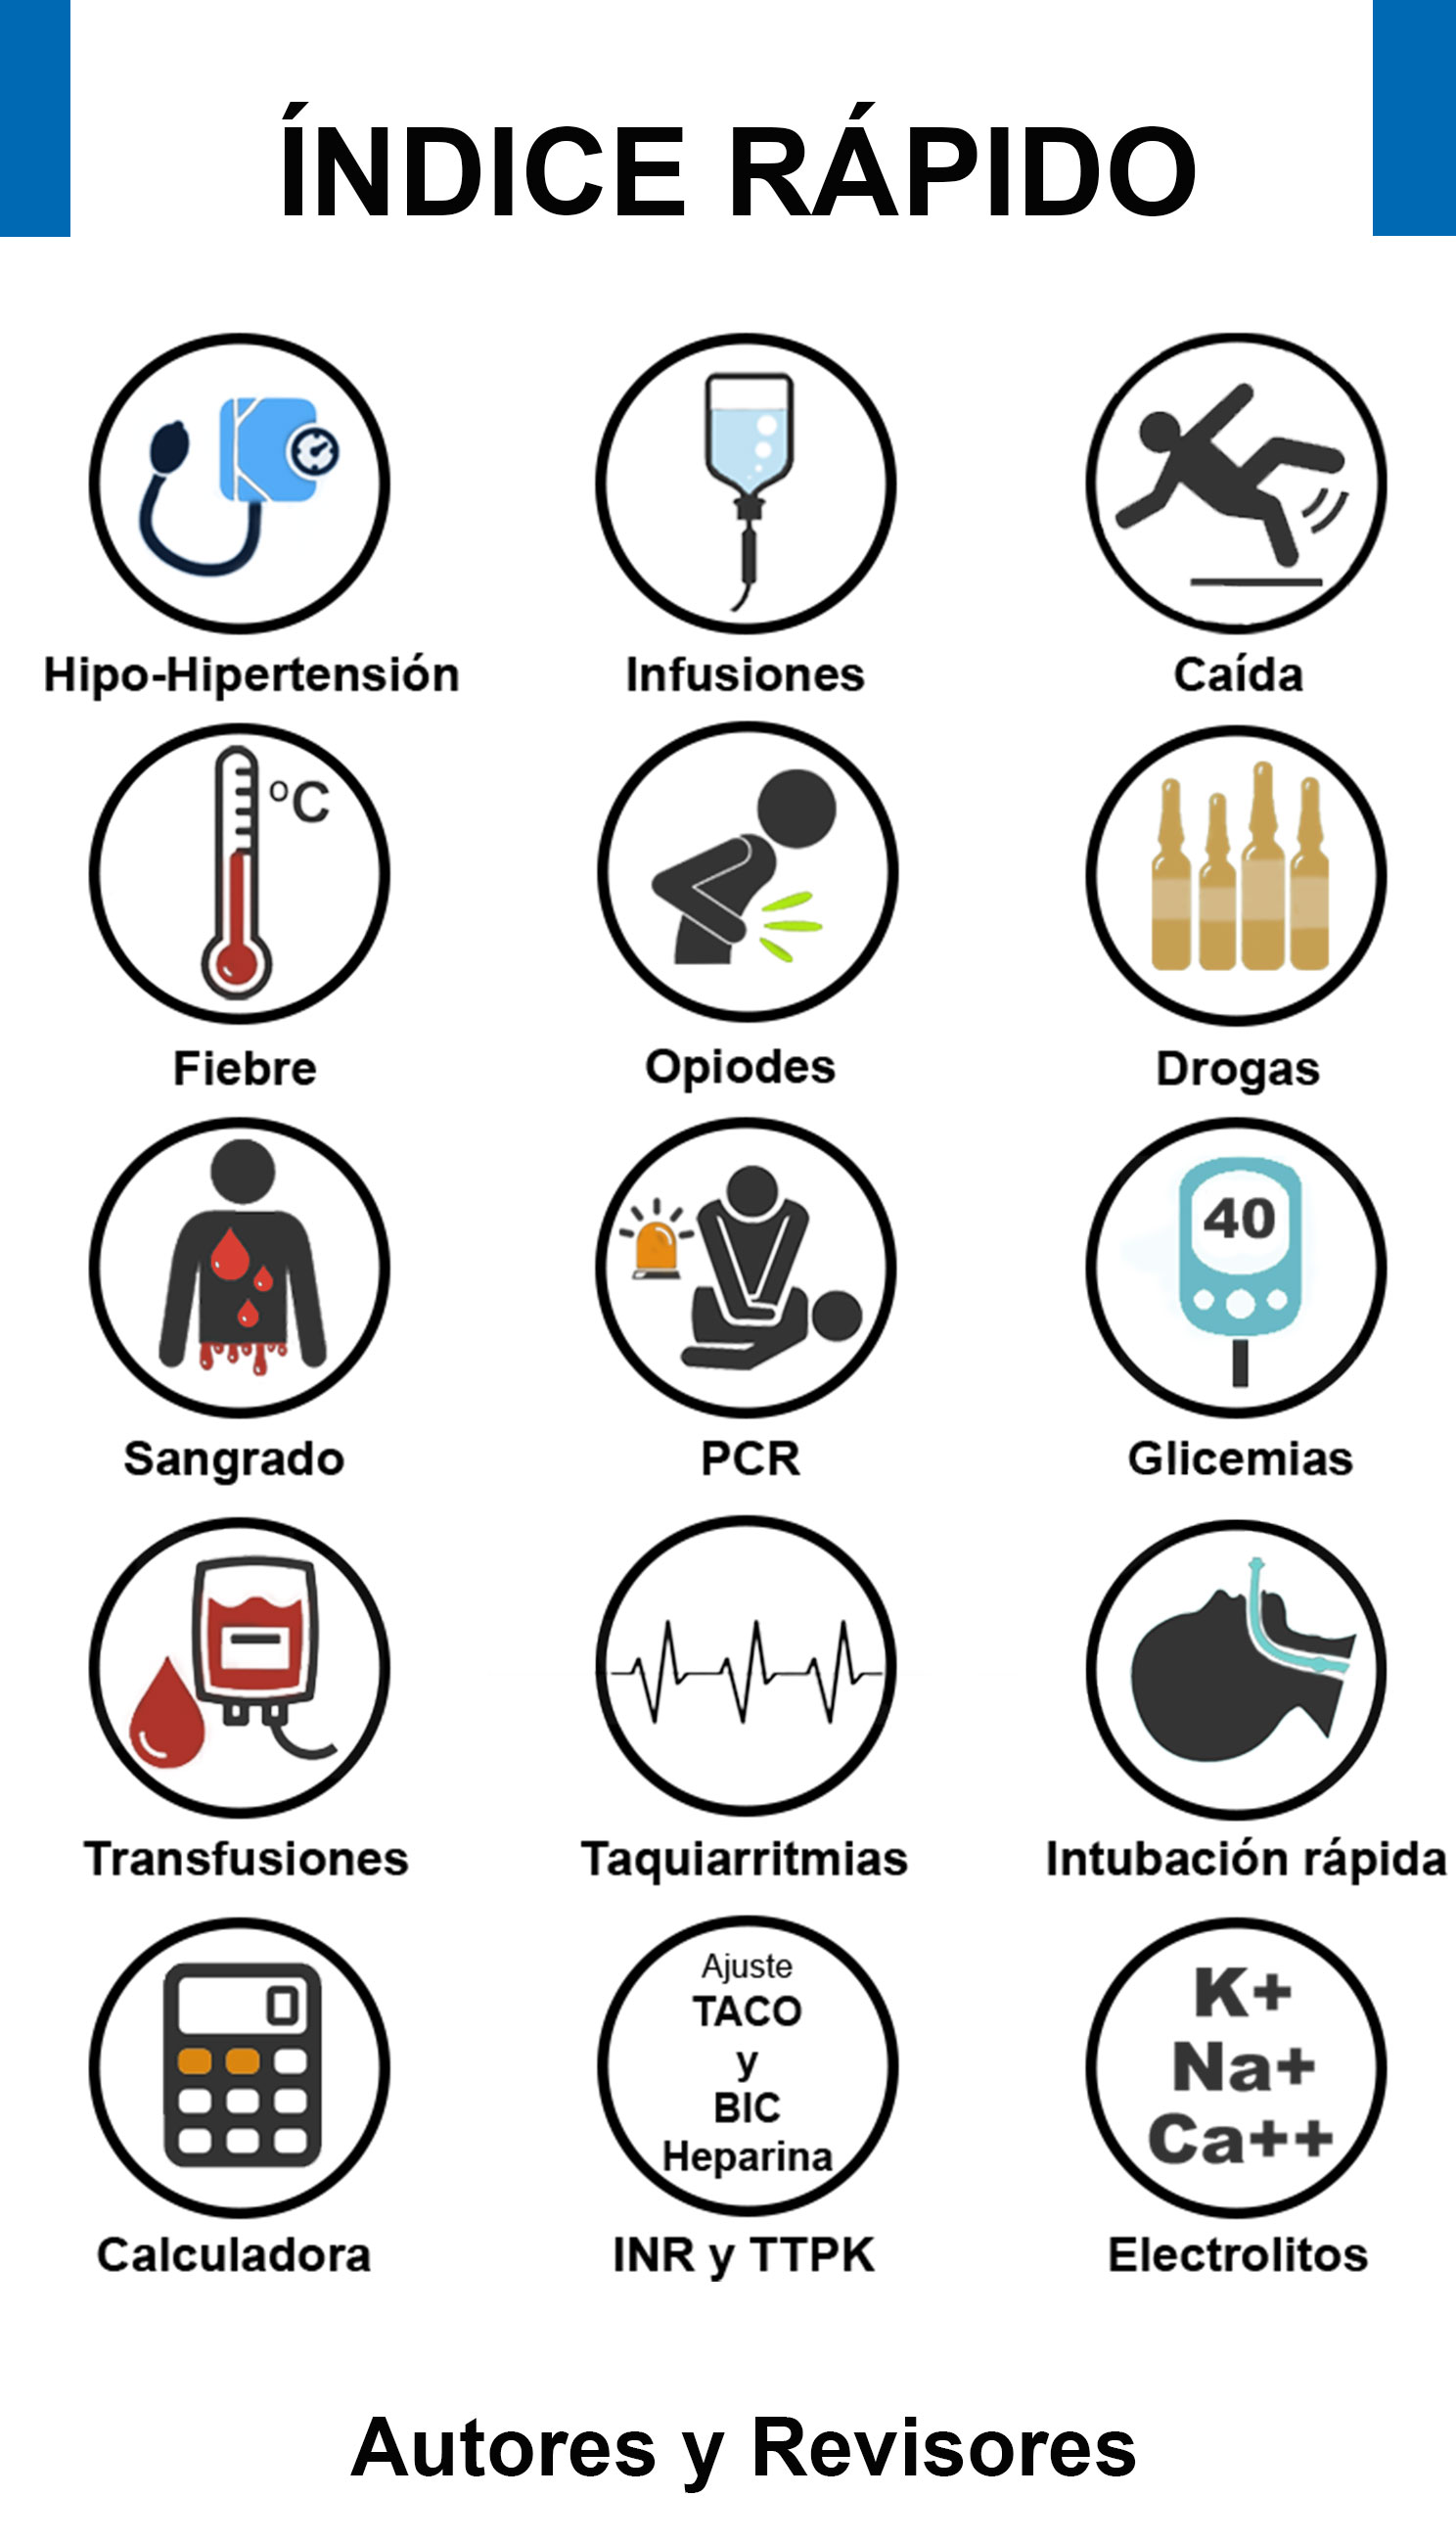 ÍNDICE RÁPIDO
Hipo-Hipertensión
Infusiones
Caída
ºC
Fiebre
Opiodes
Drogas
40
Sangrado
PCR
Glicemias
Transfusiones
Taquiarritmias
Intubación rápida
0
Ajuste
TACO
y
BIC
Heparina
K+
Na+
Ca++
Calculadora
INR y TTPK
Electrolitos
Autores y Revisores